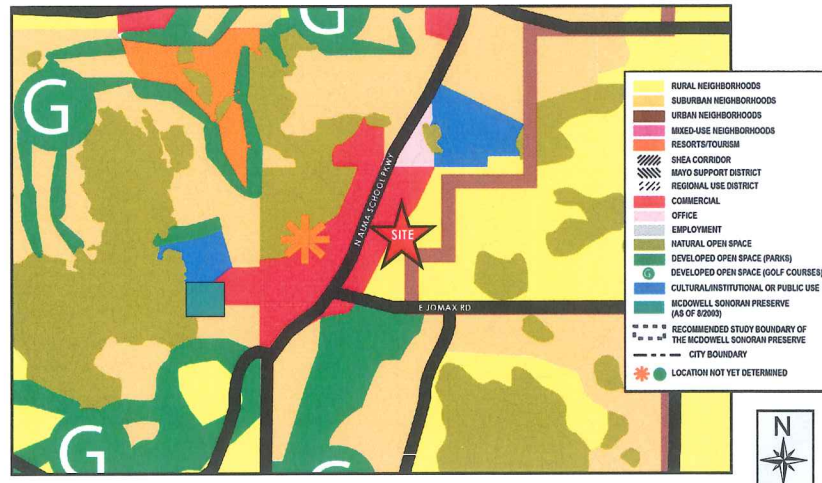 G
G
N ALMA SCHOOL PKWY
SITE
E JOMAX RD
G
G
RURAL NEIGHBORHOODS
SUBURBAN NEIGHBORHOODS
URBAN NEIGHBORHOODS
MIXED-USE NEIGHBORHOODS
RESORTS/TOURISM
SHEA CORRIDOR
MAYO SUPPORT DISTRICT
REGIONAL USE DISTRICT
COMMERCIAL
OFFICE
EMPLOYMENT
NATURAL OPEN SPACE
DEVELOPED OPEN SPACE (PARKS)
G DEVELOPED OPEN SPACE (GOLF COURSES)
CULTURAL/INSTITUTIONAL OR PUBLIC USE
MCDOWELL SONORAN PRESERVE
(AS OF 8/2003)
RECOMMENDED STUDY BOUNDARY OF
THE MCDOWELL SONORAN PRESERVE
CITY BOUNDARY
LOCATION NOT YET DETERMINED
N